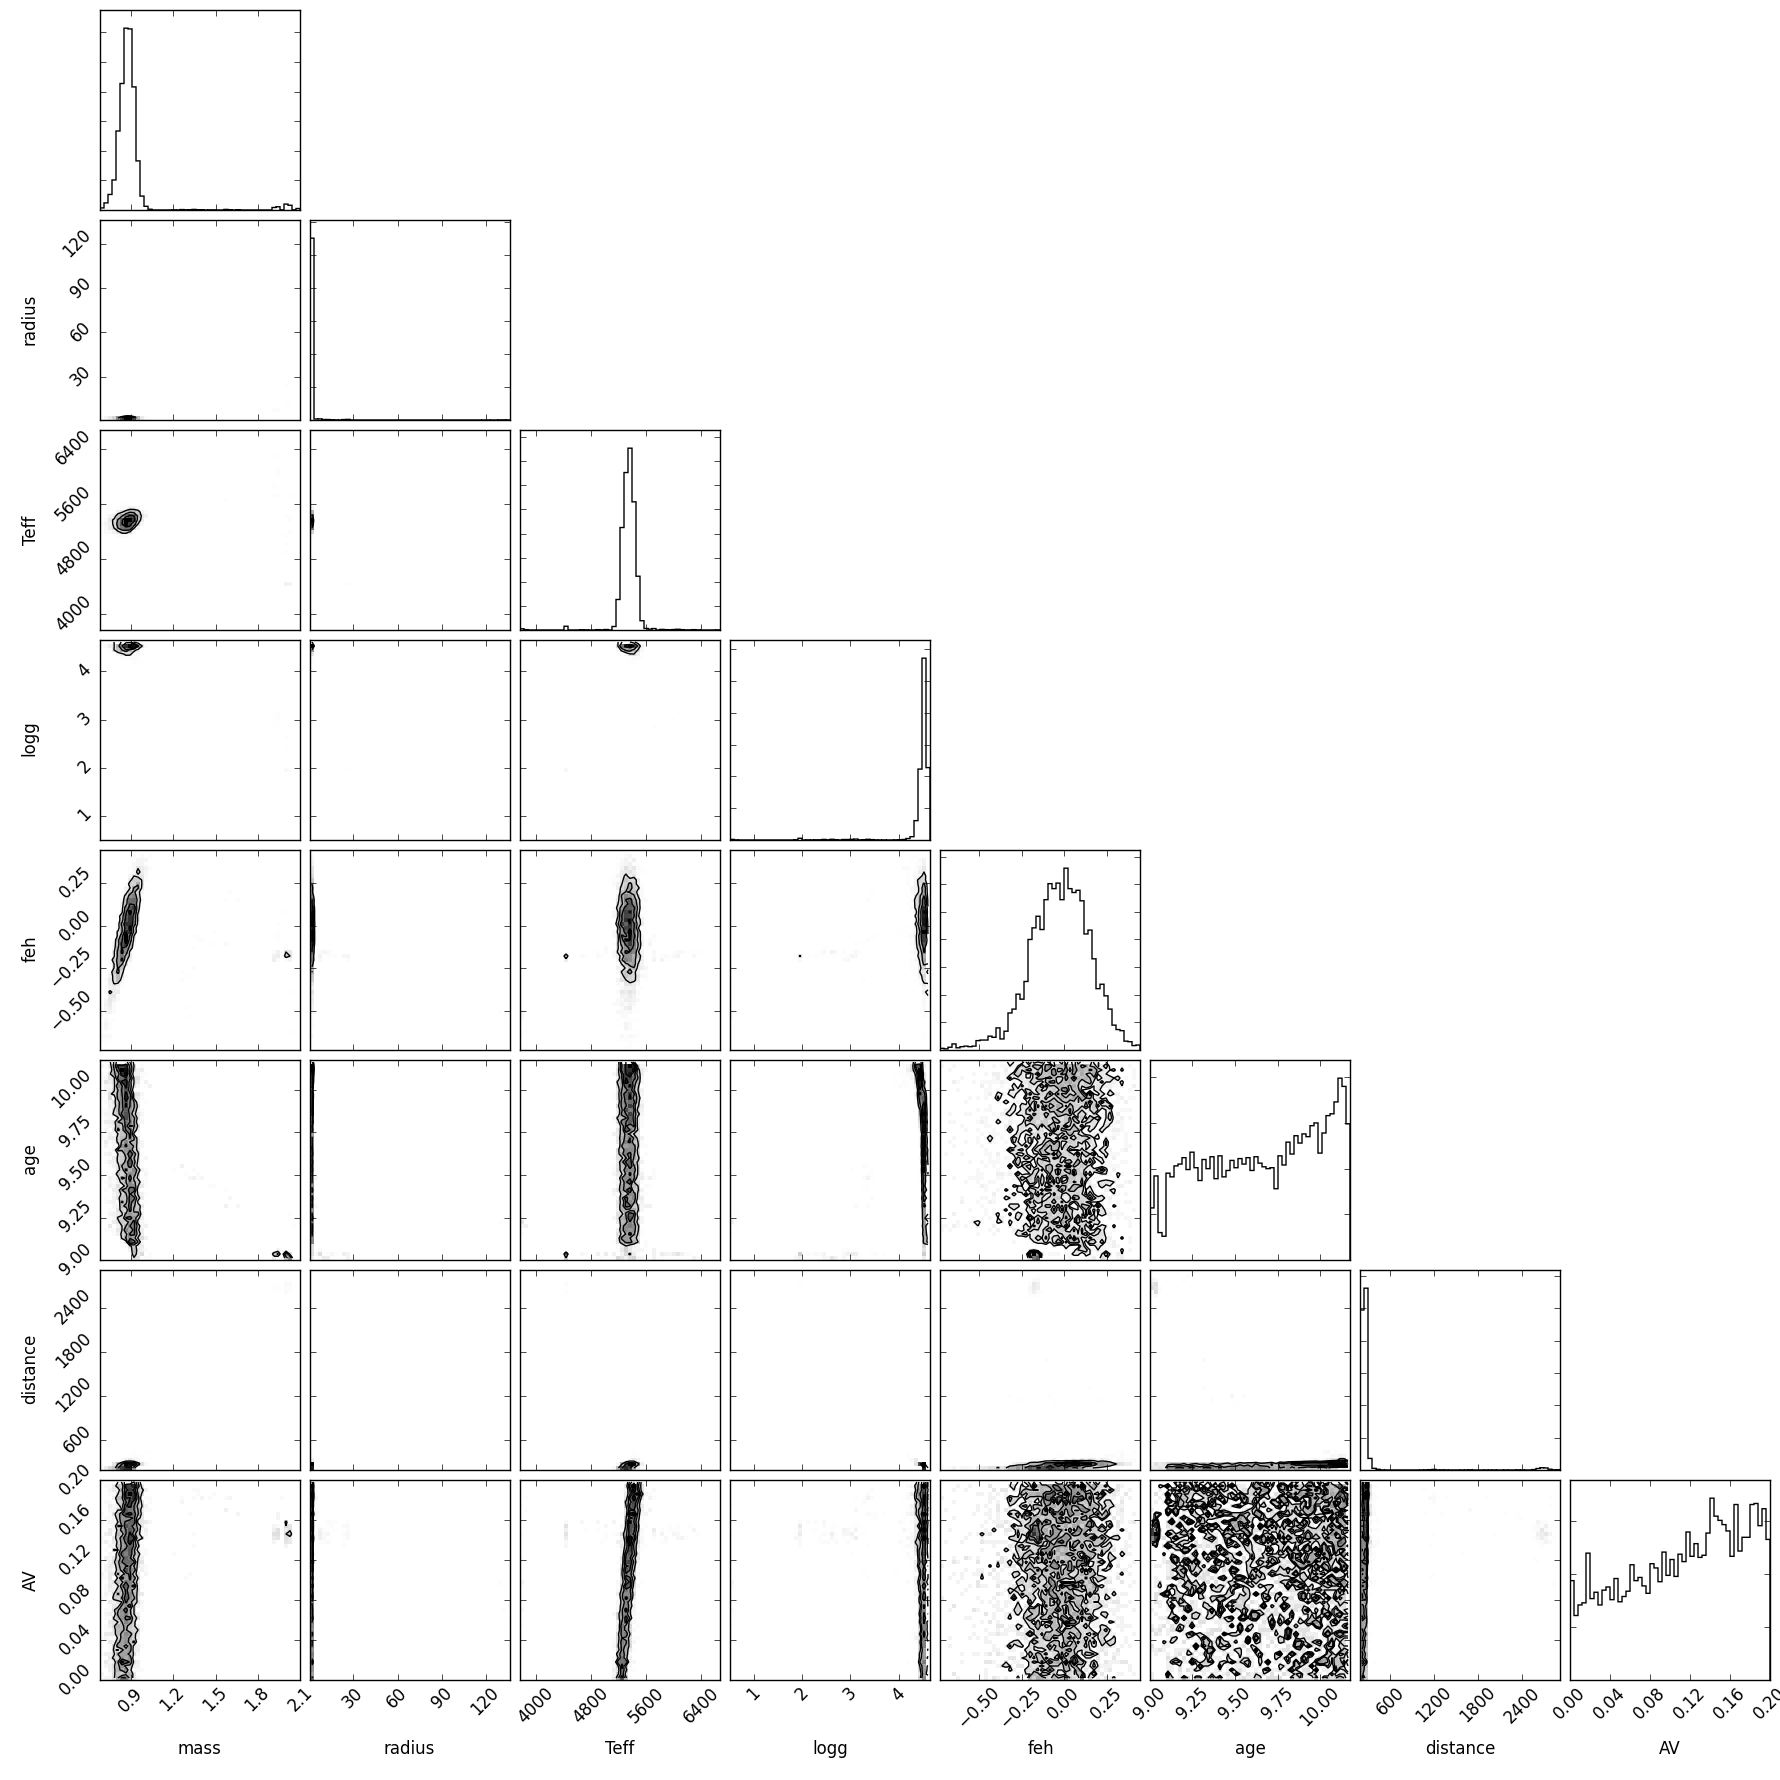 120
90
60
30
radius
6400
5600
4800
4000
Teff
4
3
2
1
logg
0.25
0.00
−0.25
−0.50
feh
10.00
9.75
9.50
9.25
9.00
age
2400
1800
1200
600
distance
0.20
0.16
0.12
0.08
0.04
0.00
AV
0.9 1.2 1.5 1.8 2.1
30 60 90 120
4000 4800 5600 6400
1 2 3 4
−0.50 −0.25 0.00 0.25
9.00 9.25 9.50 9.75 10.00
600 1200 1800 2400
0.00 0.04 0.08 0.12 0.16 0.20
mass radius Teff logg feh age distance AV